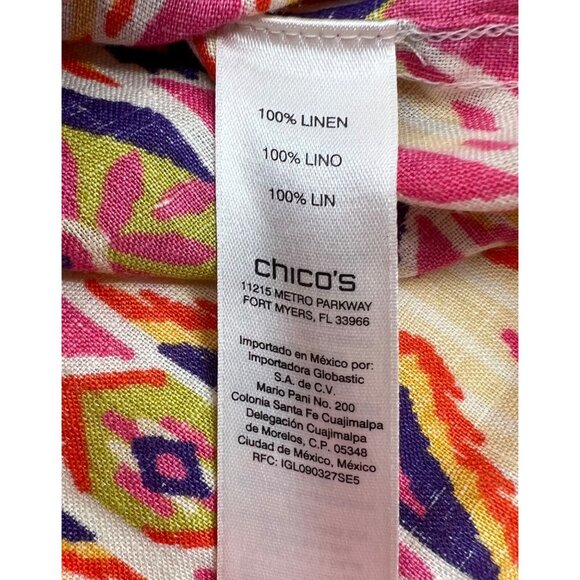 100% LINEN
100% LINO
100% LIN
chico's
11215 METRO PARKWAY
FORT MYERS, FL 33966
Importado en México por:
Importadora Globastic
S.A. de C.V.
Mario Pani No. 200
Colonia Santa Fe Cuajimalpa
Delegación Cuajimalpa
de Morelos, C.P. 05348
Ciudad de México, México
RFC: IGL090327SE5